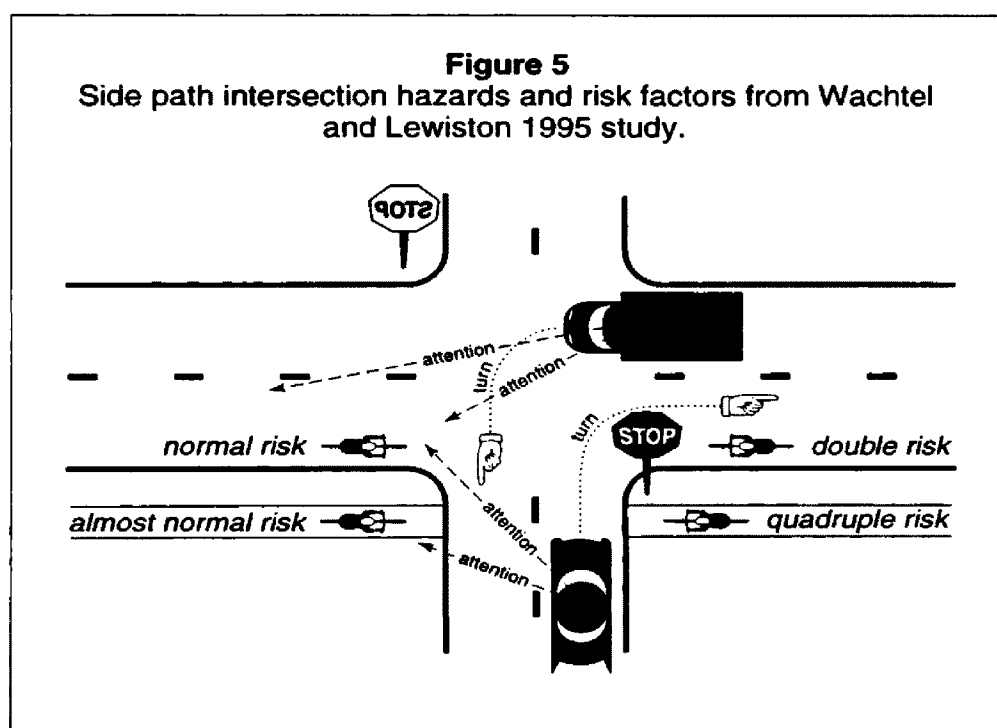 Figure 5
Side path intersection hazards and risk factors from Wachtel
and Lewiston 1995 study.
STOP
attention
turn
attention
turn
STOP
normal risk
double risk
almost normal risk
quadruple risk
attention
attention